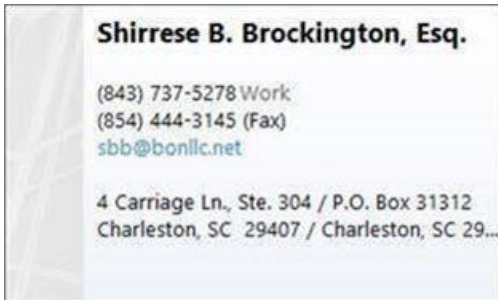 Shirrese B. Brockington, Esq.
(843) 737-5278 Work
(854) 444-3145 (Fax)
sbb@bonllc.net
4 Carriage Ln., Ste. 304 / P.O. Box 31312
Charleston, SC 29407 / Charleston, SC 29...